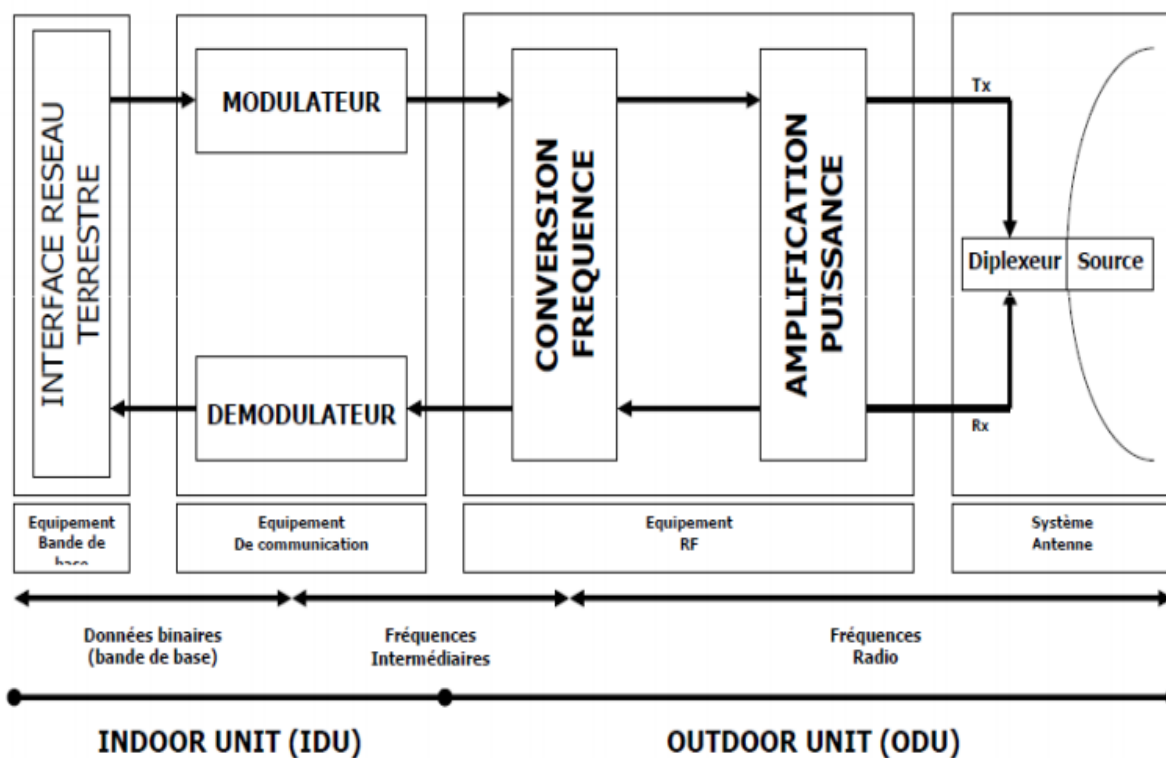 INTERFACE RESEAU
TERRESTRE
MODULATEUR
DEMODULATEUR
CONVERSION
FREQUENCE
AMPLIFICATION
PUISSANCE
Tx
Diplexeur
Source
Rx
Equipement
Bande de
base
Equipement
De communication
Equipement
RF
Système
Antenne
Données binaires
(bande de base)
Fréquences
Intermédiaires
Fréquences
Radio
INDOOR UNIT (IDU)
OUTDOOR UNIT (ODU)